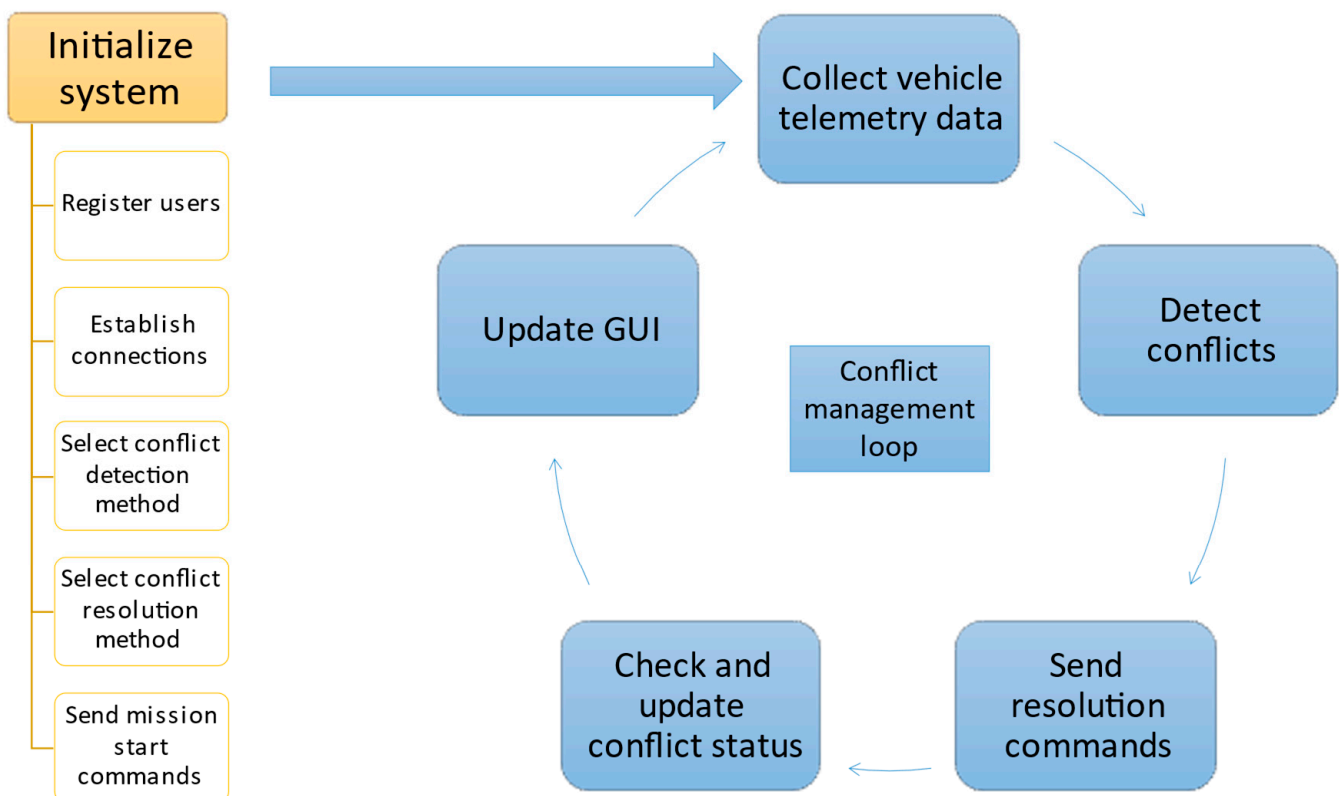 Initialize
system
Register users
Establish
connections
Select conflict
detection
method
Select conflict
resolution
method
Send mission
start
commands
Collect vehicle
telemetry data
Detect
conflicts
Send
resolution
commands
Check and
update
conflict status
Update GUI
Conflict
management
loop